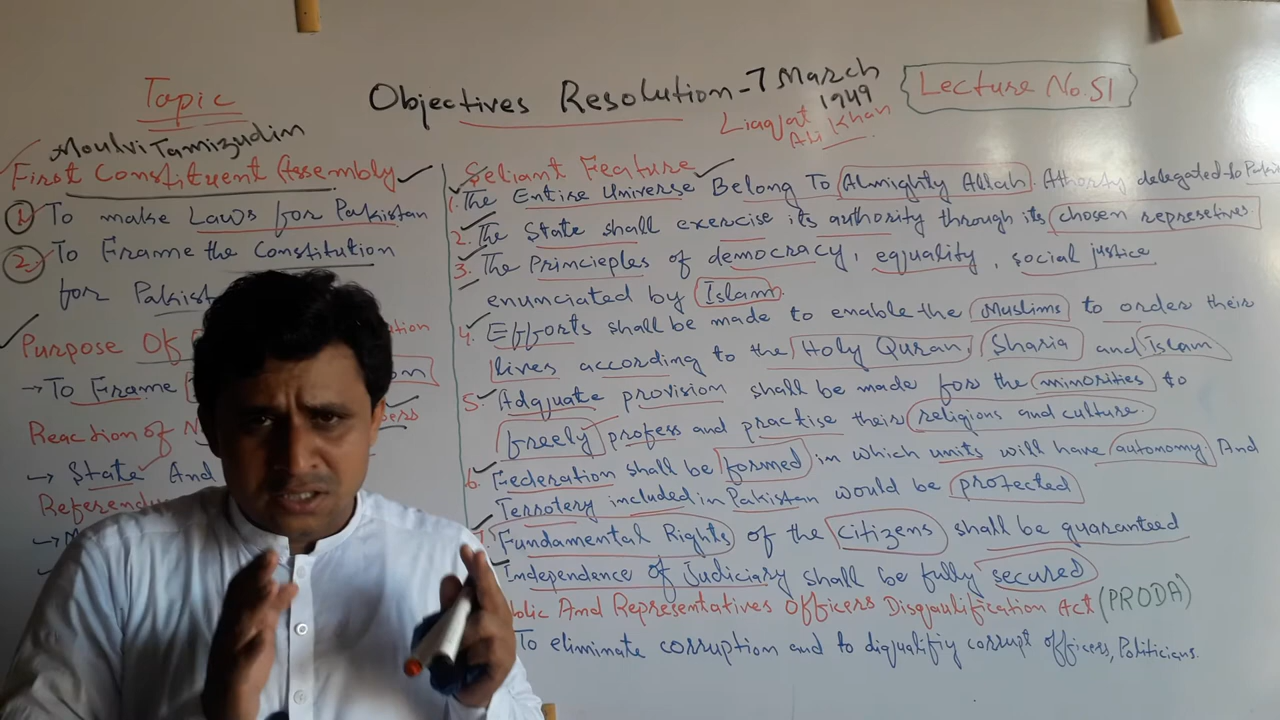 Topic
Objectives Resolution - 7 March
1949
Liaqat
Ali Khan
Lecture No.51
Moulvi Tamizudin
First Constituent Assembly
1 To make Laws for Pakistan
2 To Frame the Constitution
for Pakist
Purpose Of
→ To Frame
Reaction of N
→ State And
Referendu
Seliant Feature
1. The Entire Universe Belong To Almighty Allah. Athority delegated to Pakis
2. The State shall exercise its authority through its chosen represetives.
3. The Principeles of democracy, equality, social justice
enunciated by Islam.
4. Efforts shall be made to enable the Muslims to order their
lives according to the Holy Quran, Sharia and Islam
5. Adquate provision shall be made for the minorities to
freely profess and practise their religions and culture.
6. Federation shall be formed in which units will have autonomy. And
Terrotery included in Pakistan would be protected
Fundamental Rights of the Citizens shall be guaranteed
Independence of Judiciary shall be fully secured
blic And Representatives Officers Disqaulification Act (PRODA)
To eliminate corruption and to disqualifiy corrupt officers, Politicians.